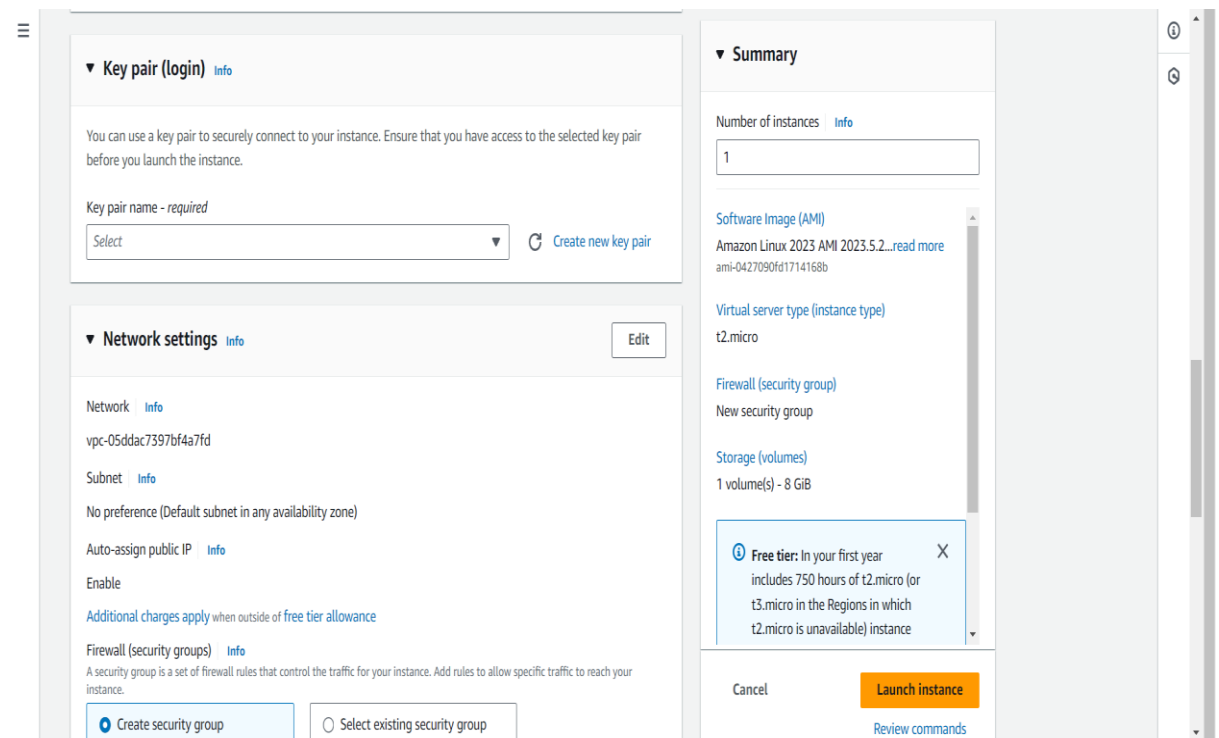 Key pair (login) Info
You can use a key pair to securely connect to your instance. Ensure that you have access to the selected key pair
before you launch the instance.
Key pair name - required
Select
Create new key pair
Network settings Info
Edit
Network Info
vpc-05ddac7397bf4a7fd
Subnet Info
No preference (Default subnet in any availability zone)
Auto-assign public IP Info
Enable
Additional charges apply when outside of free tier allowance
Firewall (security groups) Info
A security group is a set of firewall rules that control the traffic for your instance. Add rules to allow specific traffic to reach your
instance.
Create security group
Select existing security group
Summary
Number of instances Info
1
Software Image (AMI)
Amazon Linux 2023 AMI 2023.5.2...read more
ami-0427090fd1714168b
Virtual server type (instance type)
t2.micro
Firewall (security group)
New security group
Storage (volumes)
1 volume(s) - 8 GiB
Free tier: In your first year
includes 750 hours of t2.micro (or
t3.micro in the Regions in which
t2.micro is unavailable) instance
Cancel
Launch instance
Review commands